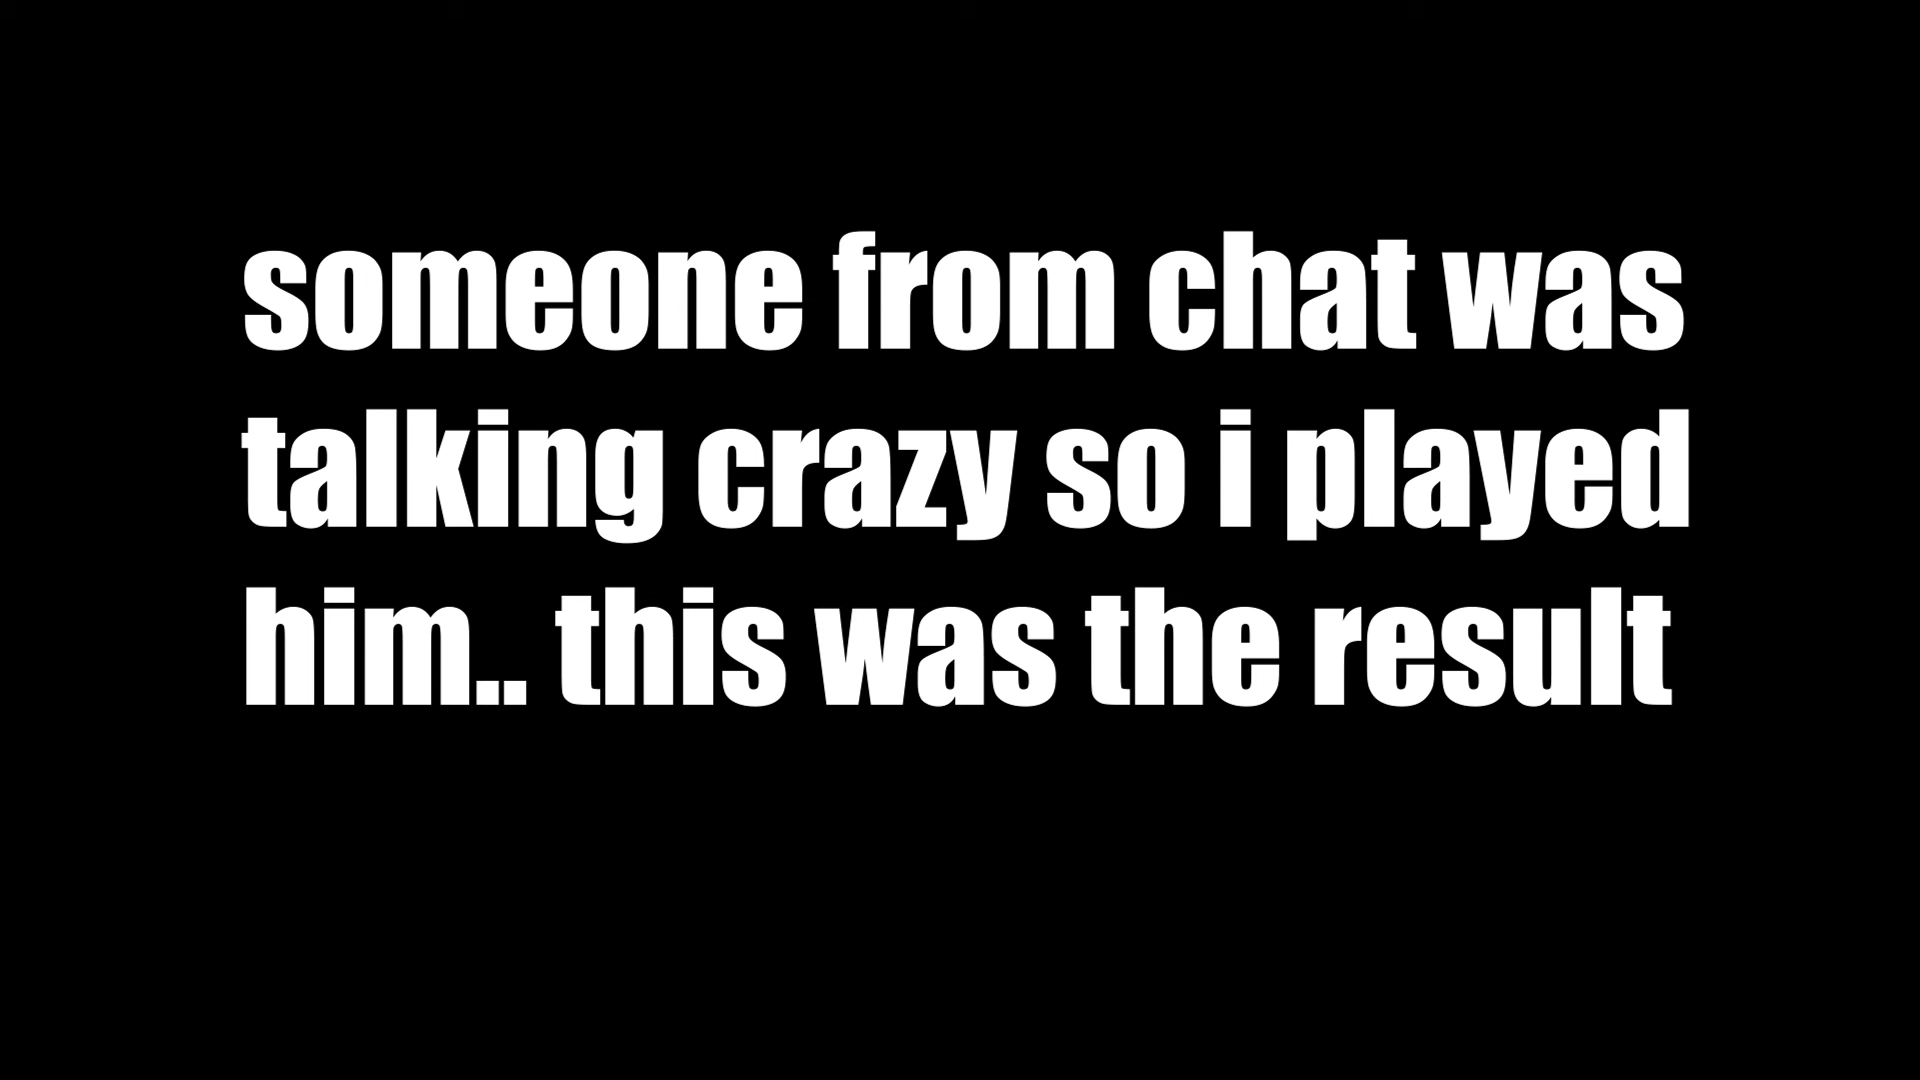 someone from chat was
talking crazy so i played
him.. this was the result